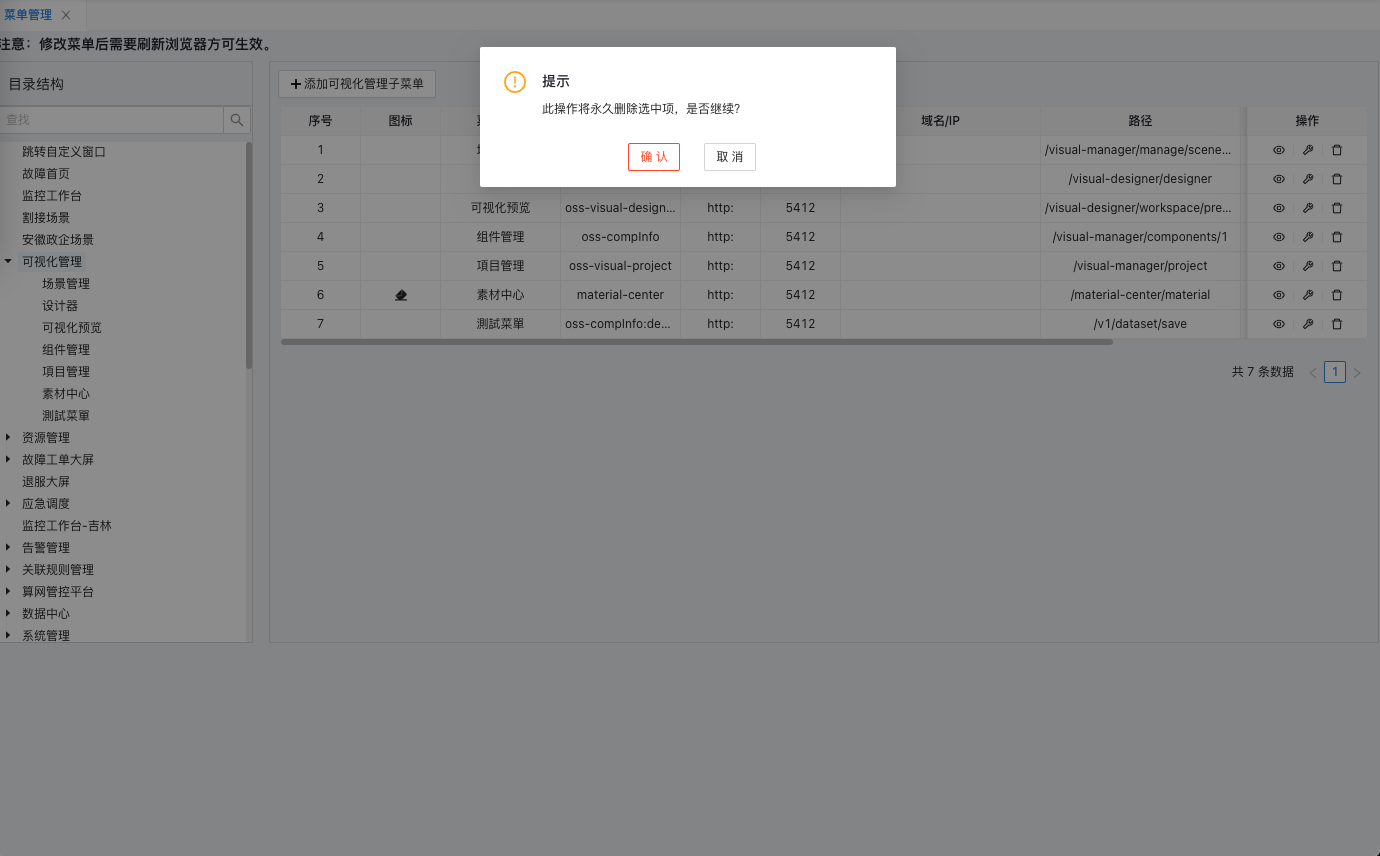 菜单管理
注意：修改菜单后需要刷新浏览器方可生效。
目录结构
查找
跳转自定义窗口
故障首页
监控工作台
割接场景
安徽政企场景
可视化管理
场景管理
设计器
可视化预览
组件管理
項目管理
素材中心
測試菜單
资源管理
故障工单大屏
退服大屏
应急调度
监控工作台-吉林
告警管理
关联规则管理
算网管控平台
数据中心
系统管理
添加可视化管理子菜单
提示
此操作将永久删除选中项，是否继续?
确 认
取 消
序号 图标 域名/IP 路径 操作
1 /visual-manager/manage/scene...
2 /visual-designer/designer
3 可视化预览 oss-visual-design... http: 5412 /visual-designer/workspace/pre...
4 组件管理 oss-compInfo http: 5412 /visual-manager/components/1
5 項目管理 oss-visual-project http: 5412 /visual-manager/project
6 素材中心 material-center http: 5412 /material-center/material
7 測試菜單 oss-compInfo:de... http: 5412 /v1/dataset/save
共 7 条数据 < 1 >